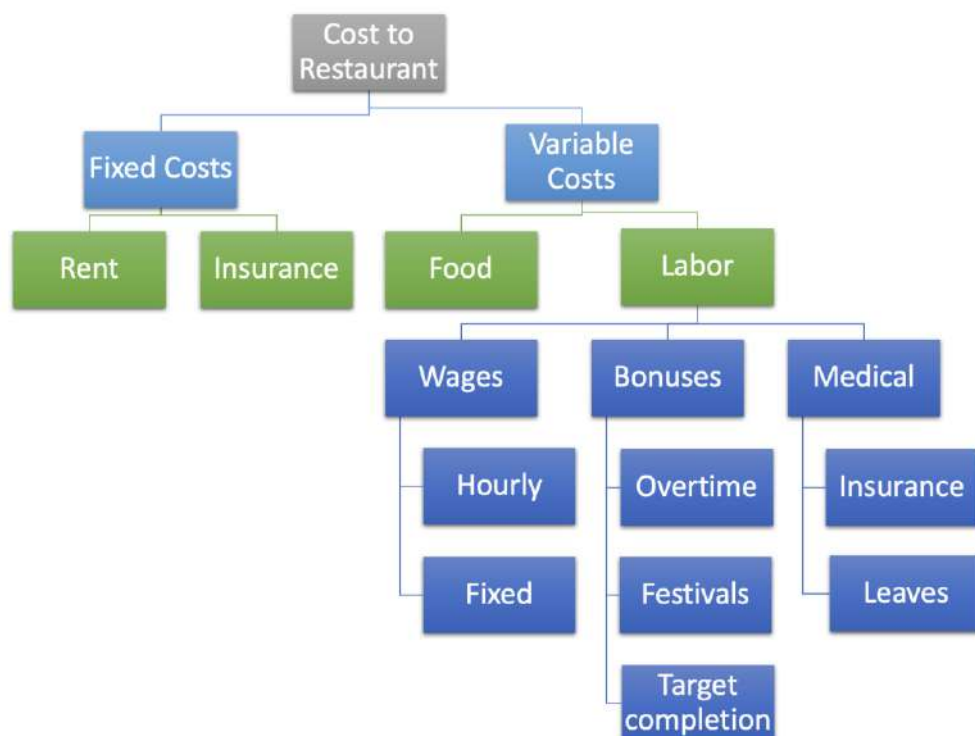 Cost to
Restaurant
Fixed Costs
Variable
Costs
Rent
Insurance
Food
Labor
Wages
Bonuses
Medical
Hourly
Overtime
Insurance
Fixed
Festivals
Leaves
Target
completion